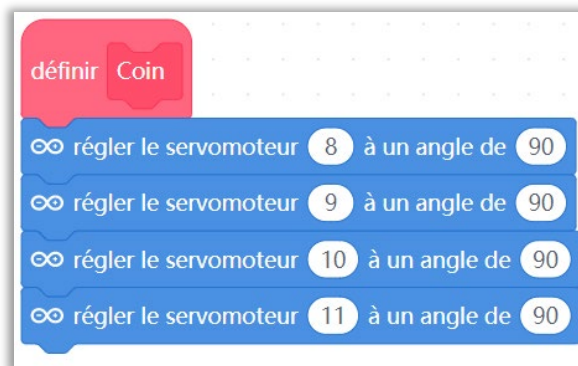 définir Coin
régler le servomoteur 8 à un angle de 90
régler le servomoteur 9 à un angle de 90
régler le servomoteur 10 à un angle de 90
régler le servomoteur 11 à un angle de 90